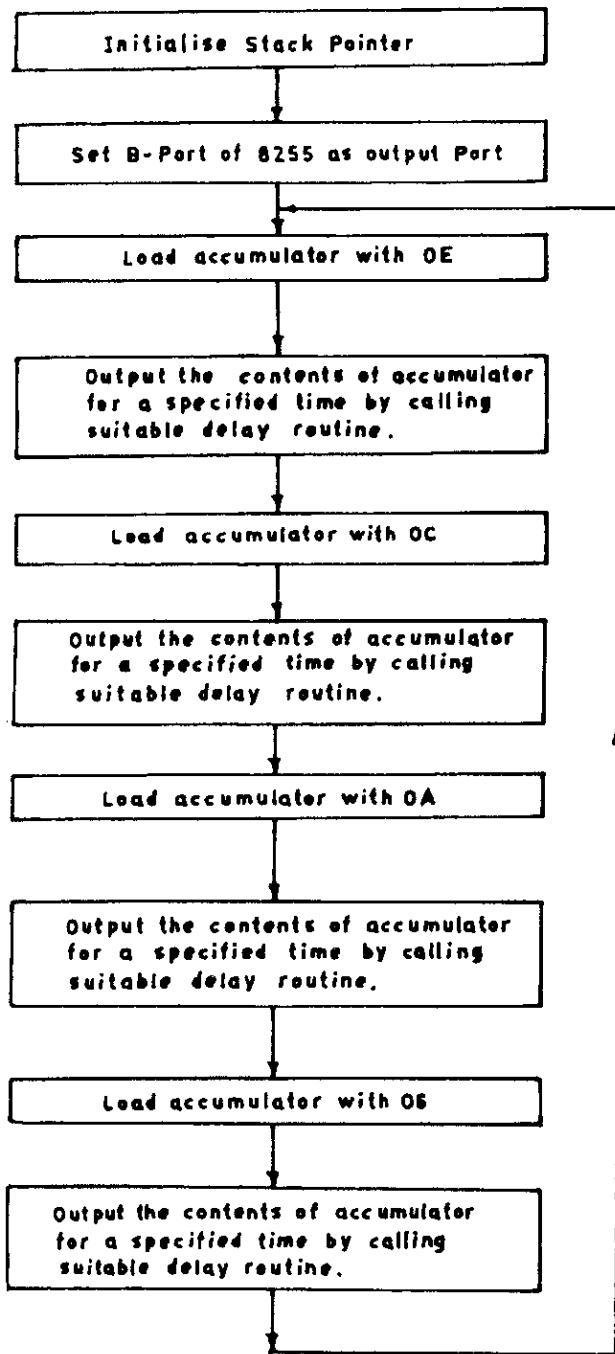 Initialise Stack Pointer
Set B-Port of 8255 as output Port
Load accumulator with OE
Output the contents of accumulator
for a specified time by calling
suitable delay routine.
Load accumulator with OC
Output the contents of accumulator
for a specified time by calling
suitable delay routine.
Load accumulator with OA
Output the contents of accumulator
for a specified time by calling
suitable delay routine.
Load accumulator with O6
Output the contents of accumulator
for a specified time by calling
suitable delay routine.